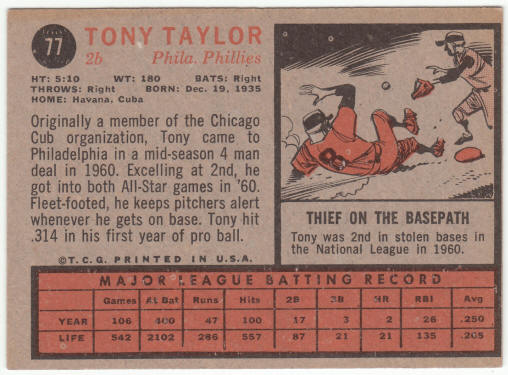 77
TONY TAYLOR
2b Phila. Phillies
HT: 5:10 WT: 180 BATS: Right
THROWS: Right BORN: Dec. 19, 1935
HOME: Havana, Cuba
Originally a member of the Chicago
Cub organization, Tony came to
Philadelphia in a mid-season 4 man
deal in 1960. Excelling at 2nd, he
got into both All-Star games in '60.
Fleet-footed, he keeps pitchers alert
whenever he gets on base. Tony hit
.314 in his first year of pro ball.
©T.C.G. PRINTED IN U.S.A.
8
THIEF ON THE BASEPATH
Tony was 2nd in stolen bases in
the National League in 1960.
MAJOR LEAGUE BATTING RECORD
Games At Bat Runs Hits 2B 3B HR RBI Avg
YEAR 106 400 47 100 17 3 2 26 .250
LIFE 542 2102 286 557 87 21 21 135 .265